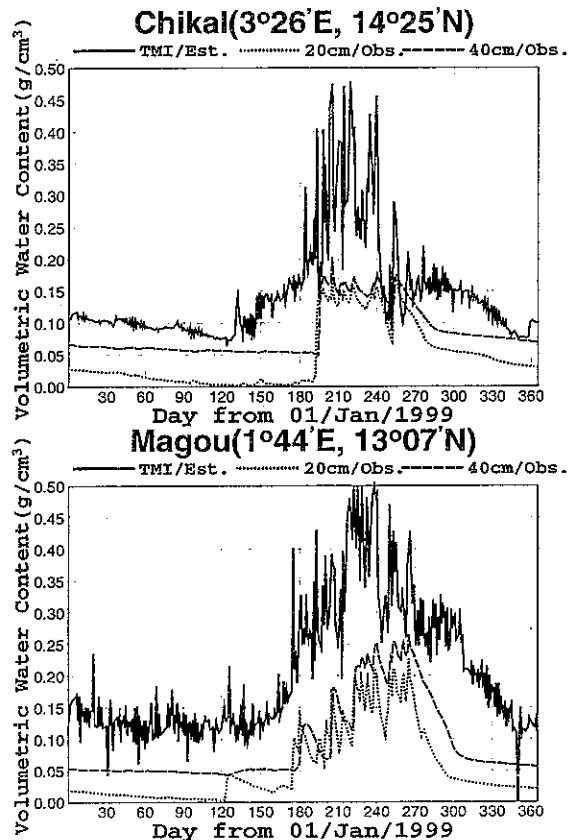 Chikal(3°26'E, 14°25'N)
TMI/Est. 20cm/Obs. 40cm/Obs.
Volumetric Water Content(g/cm³)
0.50
0.45
0.40
0.35
0.30
0.25
0.20
0.15
0.10
0.05
0.00
30 60 90 120 150 180 210 240 270 300 330 360
Day from 01/Jan/1999
Magou(1°44'E, 13°07'N)
TMI/Est. 20cm/Obs. 40cm/Obs.
Volumetric Water Content(g/cm³)
0.50
0.45
0.40
0.35
0.30
0.25
0.20
0.15
0.10
0.05
0.00
30 60 90 120 150 180 210 240 270 300 330 360
Day from 01/Jan/1999